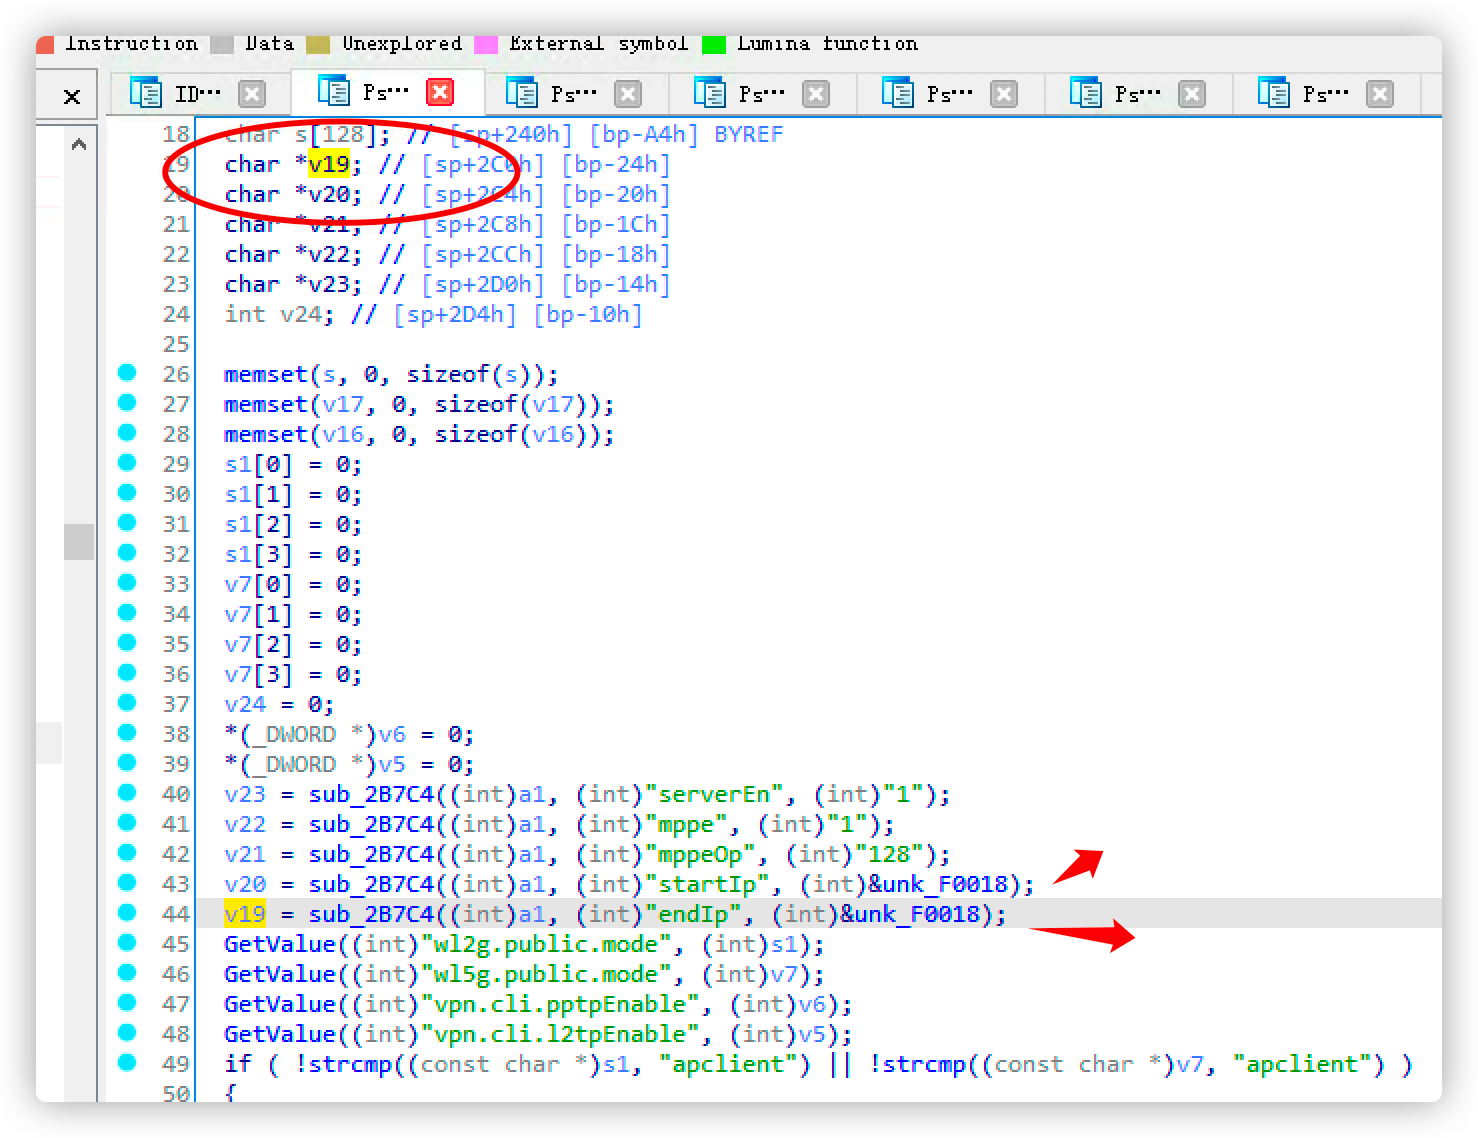 Instruction Data Unexplored External symbol Lumina function
ID··· Ps··· Ps··· Ps··· Ps··· Ps··· Ps···
18 char s[128]; // [sp+240h] [bp-A4h] BYREF
19 char *v19; // [sp+2C0h] [bp-24h]
20 char *v20; // [sp+2C4h] [bp-20h]
21 char *v21; // [sp+2C8h] [bp-1Ch]
22 char *v22; // [sp+2CCh] [bp-18h]
23 char *v23; // [sp+2D0h] [bp-14h]
24 int v24; // [sp+2D4h] [bp-10h]
25
26 memset(s, 0, sizeof(s));
27 memset(v17, 0, sizeof(v17));
28 memset(v16, 0, sizeof(v16));
29 s1[0] = 0;
30 s1[1] = 0;
31 s1[2] = 0;
32 s1[3] = 0;
33 v7[0] = 0;
34 v7[1] = 0;
35 v7[2] = 0;
36 v7[3] = 0;
37 v24 = 0;
38 *(_DWORD *)v6 = 0;
39 *(_DWORD *)v5 = 0;
40 v23 = sub_2B7C4((int)a1, (int)"serverEn", (int)"1");
41 v22 = sub_2B7C4((int)a1, (int)"mppe", (int)"1");
42 v21 = sub_2B7C4((int)a1, (int)"mppeOp", (int)"128");
43 v20 = sub_2B7C4((int)a1, (int)"startIp", (int)&unk_F0018);
44 v19 = sub_2B7C4((int)a1, (int)"endIp", (int)&unk_F0018);
45 GetValue((int)"wl2g.public.mode", (int)s1);
46 GetValue((int)"wl5g.public.mode", (int)v7);
47 GetValue((int)"vpn.cli.pptpEnable", (int)v6);
48 GetValue((int)"vpn.cli.l2tpEnable", (int)v5);
49 if ( !strcmp((const char *)s1, "apclient") || !strcmp((const char *)v7, "apclient") )
50 {